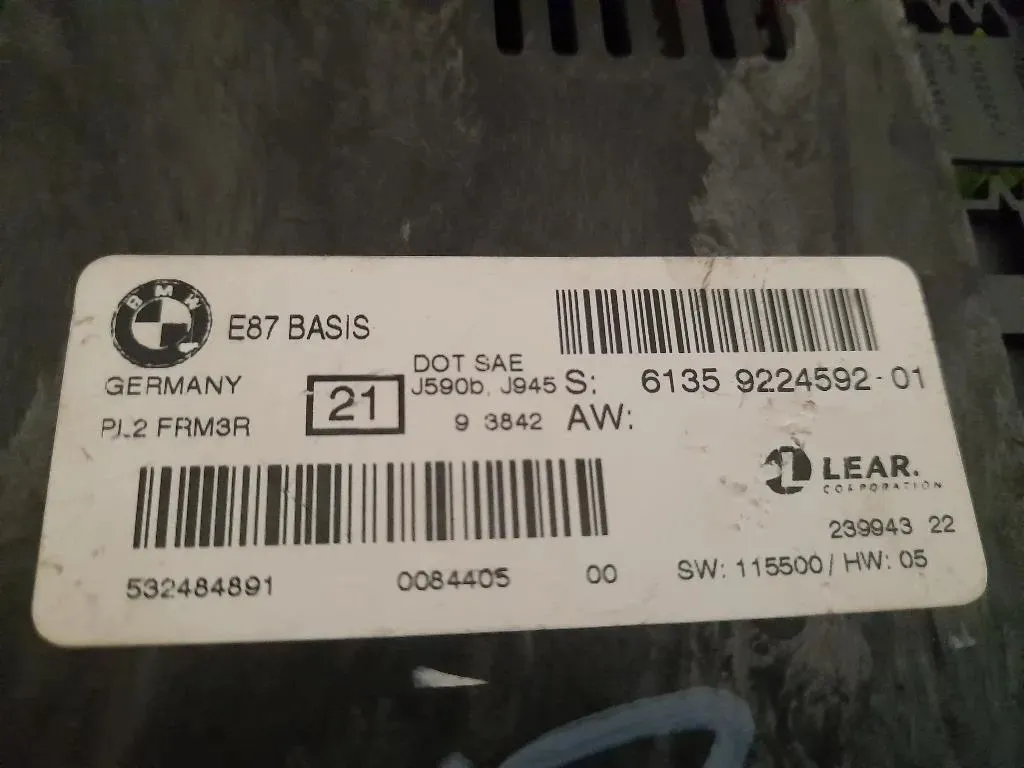 BMW
E87 BASIS
GERMANY
PL2 FRM3R
21
DOT SAE
J590b, J945
9 3842
S: 6135 9224592-01
AW:
LEAR.
CORPORATION
239943 22
SW: 115500/ HW: 05
532484891 0084405 00